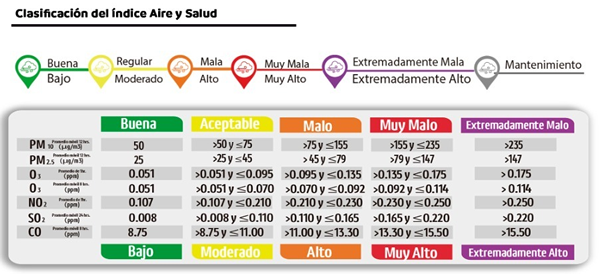 Clasificación del índice Aire y Salud
Buena Regular Mala Muy Mala Extremadamente Mala Mantenimiento
Bajo Moderado Alto Muy Alto Extremadamente Alto
Buena Aceptable Malo Muy Malo Extremadamente Malo
PM 10 Promedio móvil 12 hrs. (µg/m3) 50 >50 y ≤75 >75 y ≤155 >155 y ≤235 >235
PM 2.5 Promedio móvil 12 hrs. (µg/m3) 25 >25 y ≤45 >45 y ≤79 >79 y ≤147 >147
O3 Promedio de 1hr. (ppm) 0.051 >0.051 y ≤0.095 >0.095 y ≤0.135 >0.135 y ≤0.175 >0.175
O3 Promedio móvil 8 hrs. (ppm) 0.051 >0.051 y ≤0.070 >0.070 y ≤0.092 >0.092 y ≤0.114 >0.114
NO2 Promedio de 1hr. (ppm) 0.107 >0.107 y ≤0.210 >0.210 y ≤0.230 >0.230 y ≤0.250 >0.250
SO2 Promedio móvil 24 hrs. (ppm) 0.008 >0.008 y ≤0.110 >0.110 y ≤0.165 >0.165 y ≤0.220 >0.220
CO Promedio móvil 8 hrs. (ppm) 8.75 >8.75 y ≤11.00 >11.00 y ≤13.30 >13.30 y ≤15.50 >15.50
Bajo Moderado Alto Muy Alto Extremadamente Alto